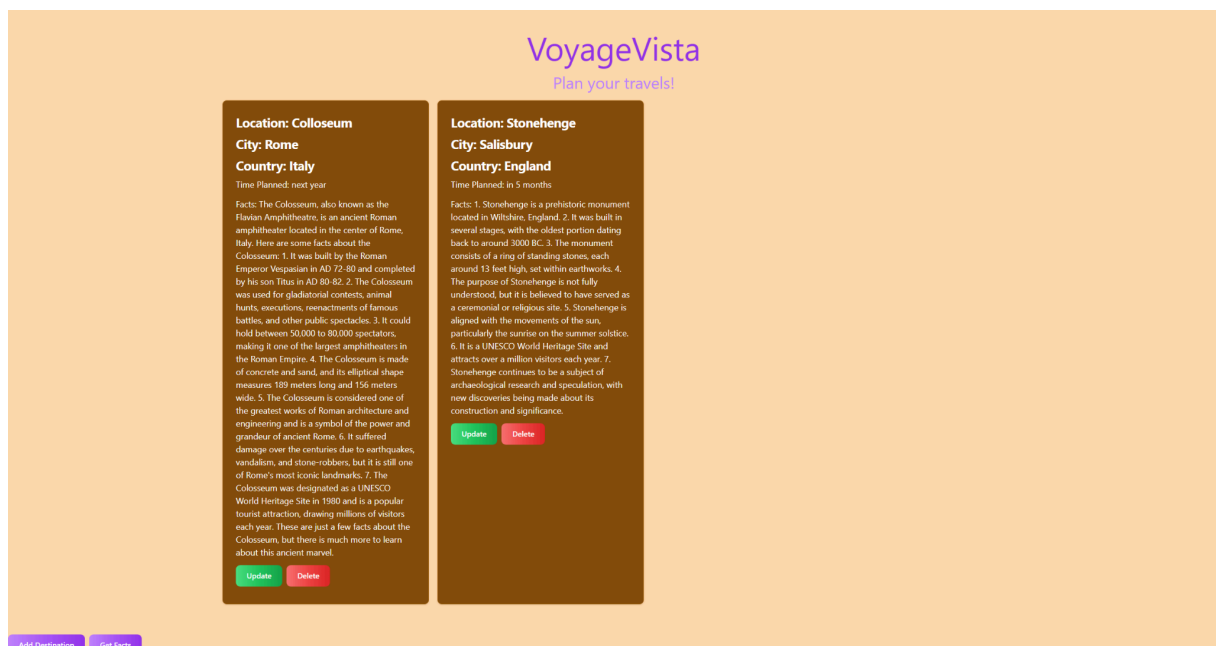 VoyageVista
Plan your travels!
Location: Colloseum
City: Rome
Country: Italy
Time Planned: next year
Facts: The Colosseum, also known as the
Flavian Amphitheatre, is an ancient Roman
amphitheater located in the center of Rome,
Italy. Here are some facts about the
Colosseum: 1. It was built by the Roman
Emperor Vespasian in AD 72-80 and completed
by his son Titus in AD 80-82. 2. The Colosseum
was used for gladiatorial contests, animal
hunts, executions, reenactments of famous
battles, and other public spectacles. 3. It could
hold between 50,000 to 80,000 spectators,
making it one of the largest amphitheaters in
the Roman Empire. 4. The Colosseum is made
of concrete and sand, and its elliptical shape
measures 189 meters long and 156 meters
wide. 5. The Colosseum is considered one of
the greatest works of Roman architecture and
engineering and is a symbol of the power and
grandeur of ancient Rome. 6. It suffered
damage over the centuries due to earthquakes,
vandalism, and stone-robbers, but it is still one
of Rome's most iconic landmarks. 7. The
Colosseum was designated as a UNESCO
World Heritage Site in 1980 and is a popular
tourist attraction, drawing millions of visitors
each year. These are just a few facts about the
Colosseum, but there is much more to learn
about this ancient marvel.
Update Delete
Location: Stonehenge
City: Salisbury
Country: England
Time Planned: in 5 months
Facts: 1. Stonehenge is a prehistoric monument
located in Wiltshire, England. 2. It was built in
several stages, with the oldest portion dating
back to around 3000 BC. 3. The monument
consists of a ring of standing stones, each
around 13 feet high, set within earthworks. 4.
The purpose of Stonehenge is not fully
understood, but it is believed to have served as
a ceremonial or religious site. 5. Stonehenge is
aligned with the movements of the sun,
particularly the sunrise on the summer solstice.
6. It is a UNESCO World Heritage Site and
attracts over a million visitors each year. 7.
Stonehenge continues to be a subject of
archaeological research and speculation, with
new discoveries being made about its
construction and significance.
Update Delete
Add Destination Get Facts